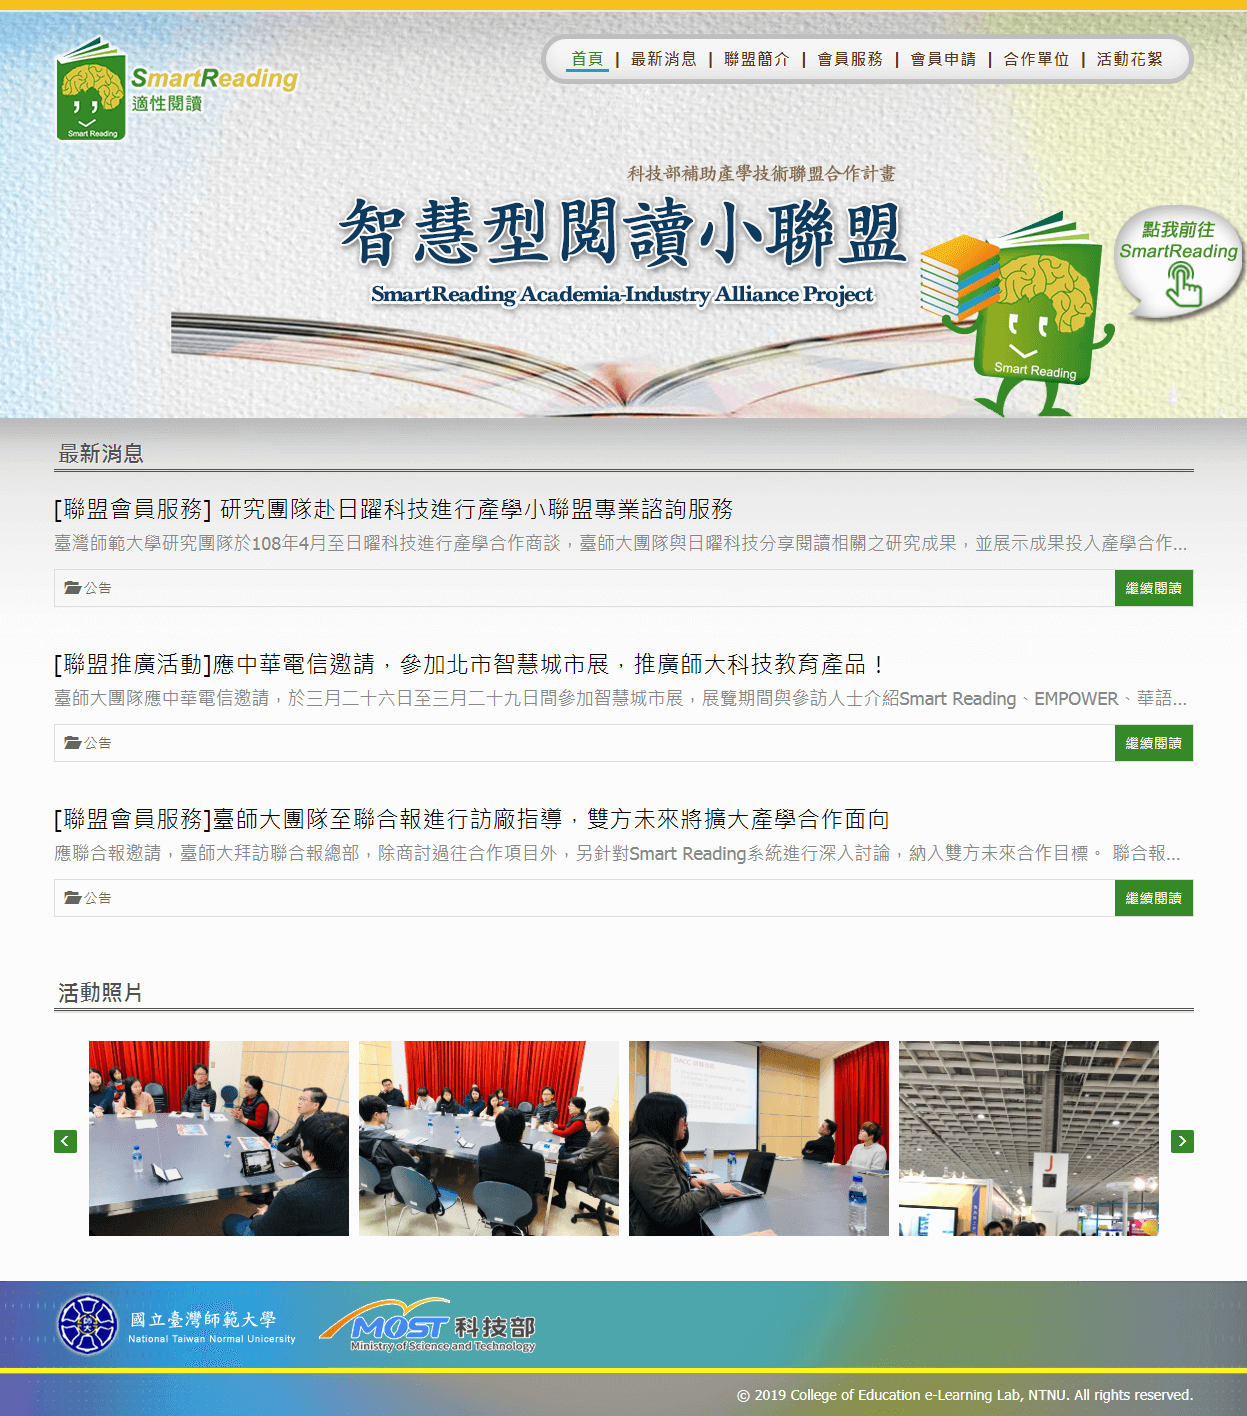 SmartReading
適性閱讀
Smart Reading
首頁 | 最新消息 | 聯盟簡介 | 會員服務 | 會員申請 | 合作單位 | 活動花絮
科技部補助產學技術聯盟合作計畫
智慧型閱讀小聯盟
SmartReading Academia-Industry Alliance Project
點我前往
SmartReading
Smart Reading
最新消息
[聯盟會員服務] 研究團隊赴日躍科技進行產學小聯盟專業諮詢服務
臺灣師範大學研究團隊於108年4月至日曜科技進行產學合作商談，臺師大團隊與日曜科技分享閱讀相關之研究成果，並展示成果投入產學合作...
公告
繼續閱讀
[聯盟推廣活動]應中華電信邀請，參加北市智慧城市展，推廣師大科技教育產品！
臺師大團隊應中華電信邀請，於三月二十六日至三月二十九日間參加智慧城市展，展覽期間與參訪人士介紹Smart Reading、EMPOWER、華語...
公告
繼續閱讀
[聯盟會員服務]臺師大團隊至聯合報進行訪廠指導，雙方未來將擴大產學合作面向
應聯合報邀請，臺師大拜訪聯合報總部，除商討過往合作項目外，另針對Smart Reading系統進行深入討論，納入雙方未來合作目標。 聯合報...
公告
繼續閱讀
活動照片
J
國立臺灣師範大學
National Taiwan Normal University
MOST 科技部
Ministry of Science and Technology
© 2019 College of Education e-Learning Lab, NTNU. All rights reserved.